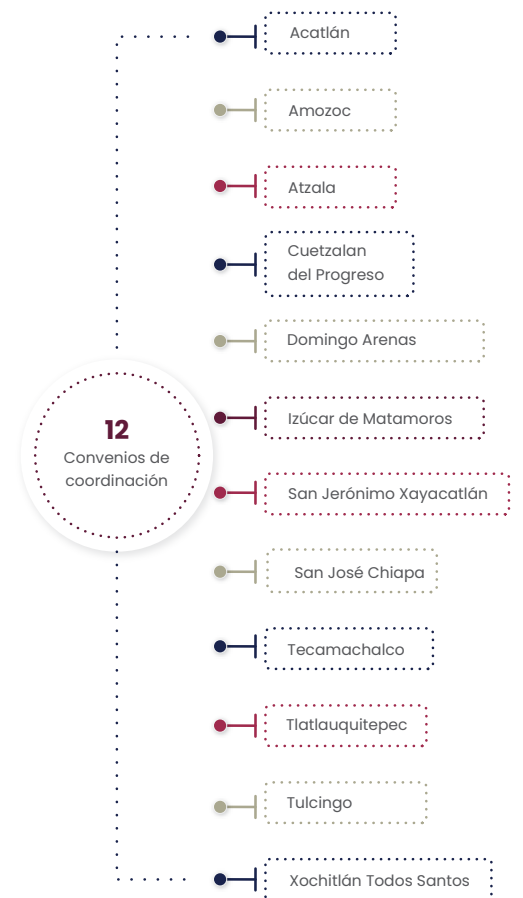 Acatlán
Amozoc
Atzala
Cuetzalan
del Progreso
Domingo Arenas
12
Convenios de
coordinación
Izúcar de Matamoros
San Jerónimo Xayacatlán
San José Chiapa
Tecamachalco
Tlatlauquitepec
Tulcingo
Xochitlán Todos Santos